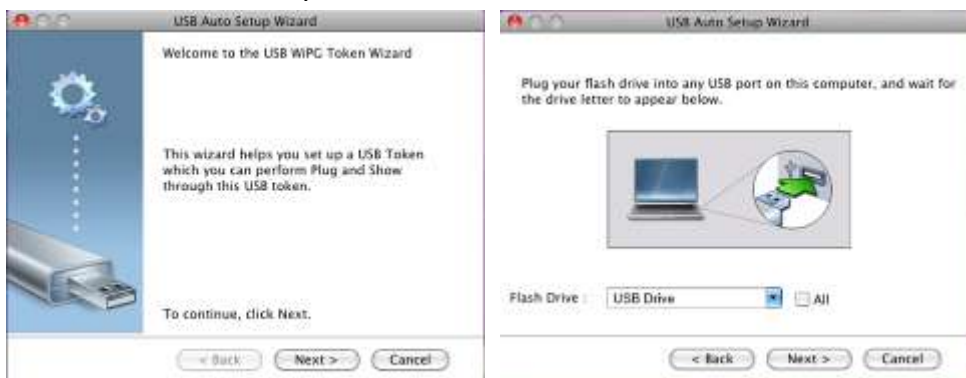 USB Auto Setup Wizard
Welcome to the USB WiPG Token Wizard
This wizard helps you set up a USB Token
which you can perform Plug and Show
through this USB token.
To continue, click Next.
< Back
Next >
Cancel
USB Auto Setup Wizard
Plug your flash drive into any USB port on this computer, and wait for
the drive letter to appear below.
Flash Drive :
USB Drive
All
< Back
Next >
Cancel